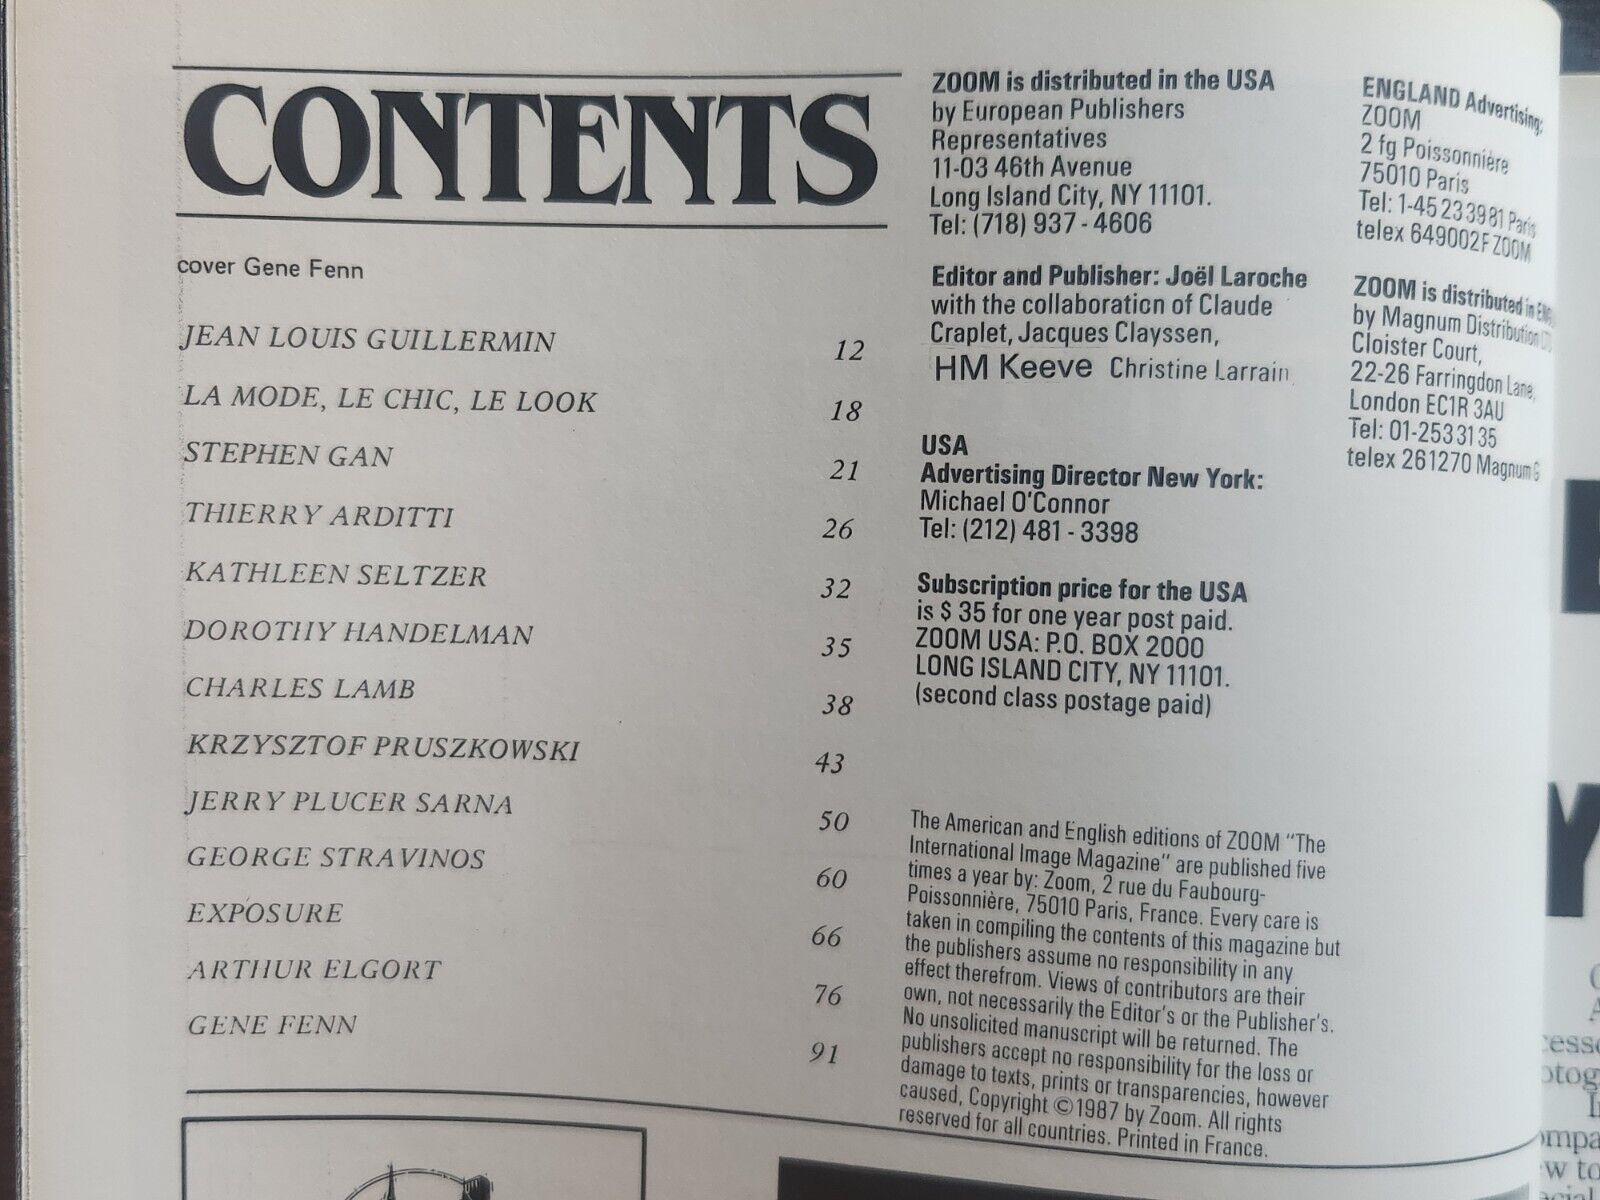 CONTENTS
cover Gene Fenn
JEAN LOUIS GUILLERMIN 12
LA MODE, LE CHIC, LE LOOK 18
STEPHEN GAN 21
THIERRY ARDITTI 26
KATHLEEN SELTZER 32
DOROTHY HANDELMAN 35
CHARLES LAMB 38
KRZYSZTOF PRUSZKOWSKI 43
JERRY PLUCER SARNA 50
GEORGE STRAVINOS 60
EXPOSURE 66
ARTHUR ELGORT 76
GENE FENN 91
ZOOM is distributed in the USA
by European Publishers
Representatives
11-03 46th Avenue
Long Island City, NY 11101.
Tel: (718) 937 - 4606
Editor and Publisher: Joël Laroche
with the collaboration of Claude
Craplet, Jacques Clayssen,
HM Keeve Christine Larrain
USA
Advertising Director New York:
Michael O'Connor
Tel: (212) 481 - 3398
Subscription price for the USA
is $ 35 for one year post paid.
ZOOM USA: P.O. BOX 2000
LONG ISLAND CITY, NY 11101.
(second class postage paid)
The American and English editions of ZOOM "The
International Image Magazine" are published five
times a year by: Zoom, 2 rue du Faubourg-
Poissonnière, 75010 Paris, France. Every care is
taken in compiling the contents of this magazine but
the publishers assume no responsibility in any
effect therefrom. Views of contributors are their
own, not necessarily the Editor's or the Publisher's.
No unsolicited manuscript will be returned. The
publishers accept no responsibility for the loss or
damage to texts, prints or transparencies, however
caused, Copyright ©1987 by Zoom. All rights
reserved for all countries. Printed in France.
ENGLAND Advertising:
ZOOM
2 fg Poissonnière
75010 Paris
Tel: 1-45 23 39 81 Paris
telex 649002F ZOOM
ZOOM is distributed in
by Magnum Distribution
Cloister Court,
22-26 Farringdon Lane,
London EC1R 3AU
Tel: 01-253 31 35
telex 261270 Magnum G